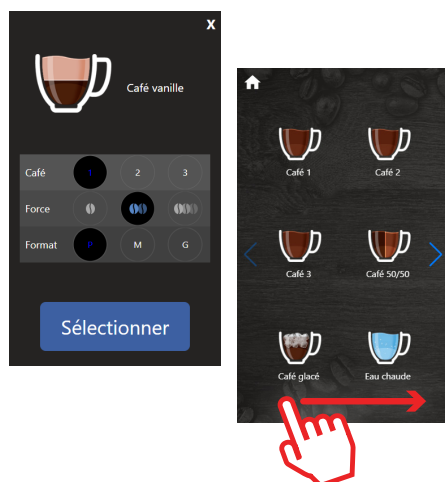 X
Café vanille
Café 1 2 3
Force
Format P M G
Sélectionner
Café 1 Café 2
Café 3 Café 50/50
Café glacé Eau chaude